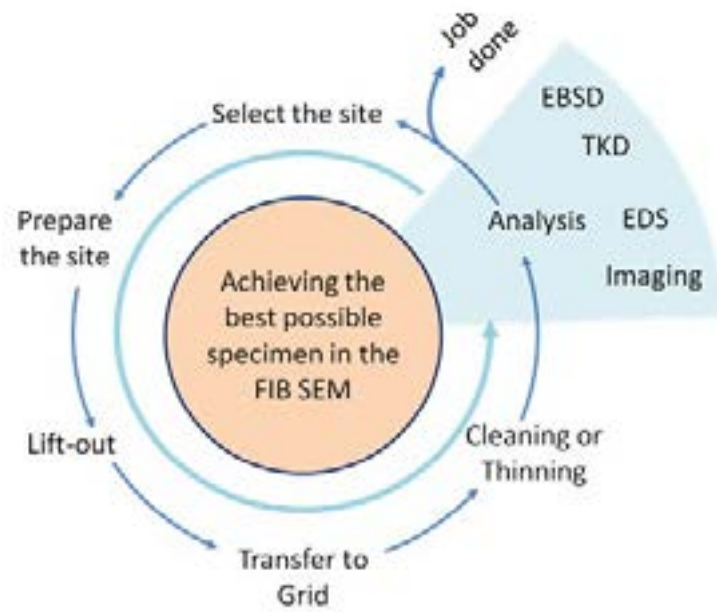 Job
done
EBSD
TKD
EDS
Imaging
Analysis
Select the site
Prepare
the site
Lift-out
Transfer to
Grid
Cleaning or
Thinning
Achieving the
best possible
specimen in the
FIB SEM